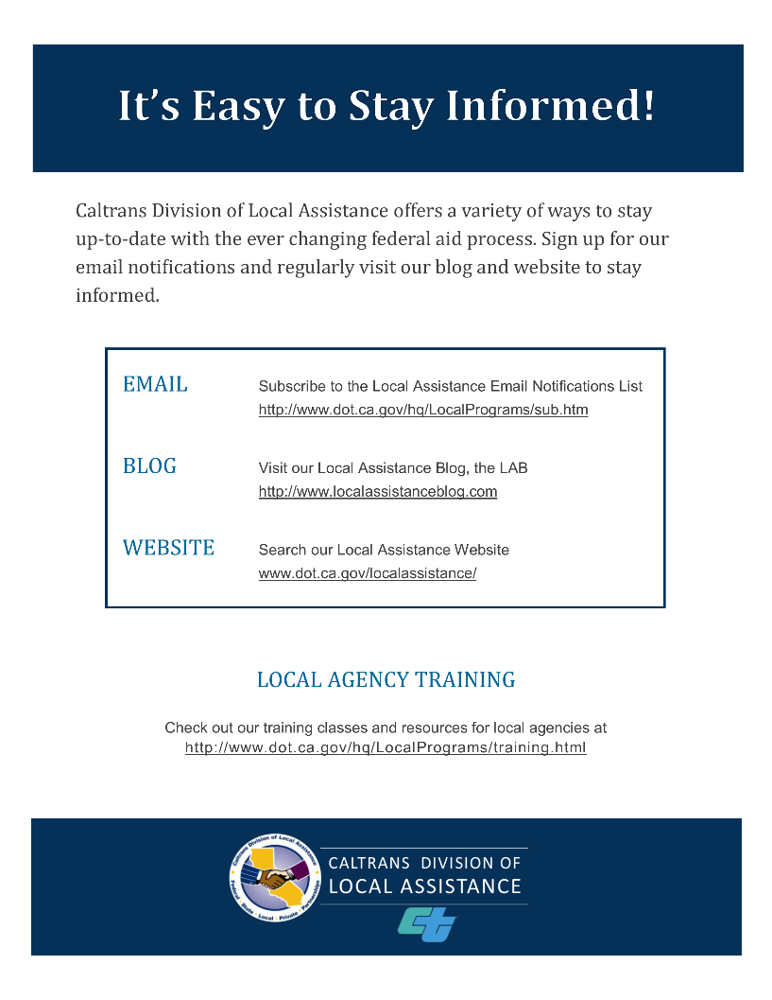 It's Easy to Stay Informed!
Caltrans Division of Local Assistance offers a variety of ways to stay
up-to-date with the ever changing federal aid process. Sign up for our
email notifications and regularly visit our blog and website to stay
informed.
EMAIL Subscribe to the Local Assistance Email Notifications List
http://www.dot.ca.gov/hq/LocalPrograms/sub.htm
BLOG Visit our Local Assistance Blog, the LAB
http://www.localassistanceblog.com
WEBSITE Search our Local Assistance Website
www.dot.ca.gov/localassistance/
LOCAL AGENCY TRAINING
Check out our training classes and resources for local agencies at
http://www.dot.ca.gov/hq/LocalPrograms/training.html
Caltrans Division of Local Assistance
Federal · State · Local · Private · Partnerships
CALTRANS DIVISION OF
LOCAL ASSISTANCE
ct